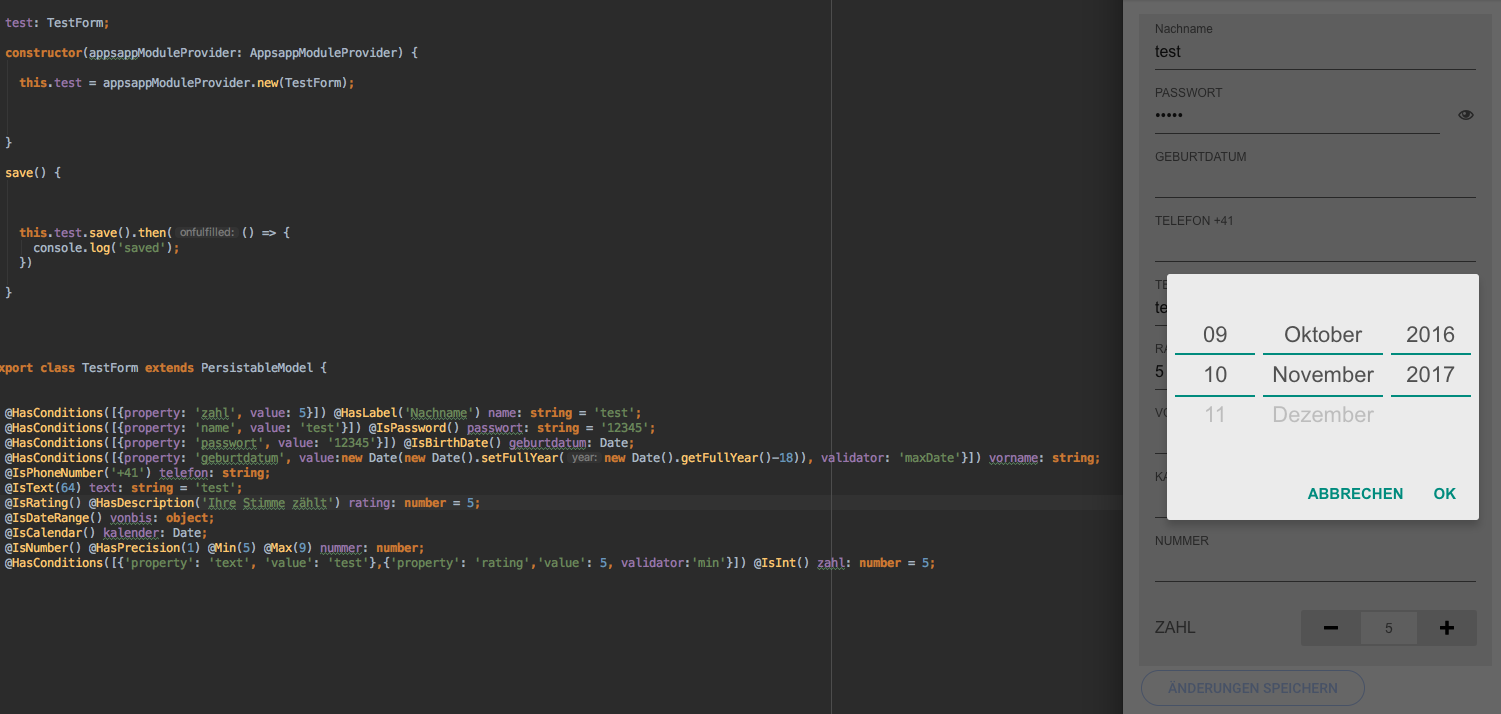 test: TestForm;
constructor(appsappModuleProvider: AppsappModuleProvider) {
this.test = appsappModuleProvider.new(TestForm);
}
save() {
this.test.save().then( onfulfilled: () => {
console.log('saved');
})
}
xport class TestForm extends PersistableModel {
@HasConditions([{property: 'zahl', value: 5}]) @HasLabel('Nachname') name: string = 'test';
@HasConditions([{property: 'name', value: 'test'}]) @IsPassword() passwort: string = '12345';
@HasConditions([{property: 'passwort', value: '12345'}]) @IsBirthDate() geburtdatum: Date;
@HasConditions([{property: 'geburtdatum', value:new Date(new Date().setFullYear( year: new Date().getFullYear()-18)), validator: 'maxDate'}]) vorname: string;
@IsPhoneNumber('+41') telefon: string;
@IsText(64) text: string = 'test';
@IsRating() @HasDescription('Ihre Stimme zählt') rating: number = 5;
@IsDateRange() vonbis: object;
@IsCalendar() kalender: Date;
@IsNumber() @HasPrecision(1) @Min(5) @Max(9) nummer: number;
@HasConditions([{'property': 'text', 'value': 'test'},{'property': 'rating','value': 5, validator:'min'}]) @IsInt() zahl: number = 5;
Nachname
test
PASSWORT
•••••
GEBURTDATUM
TELEFON +41
TE
te
RA
5
VO
KA
09 Oktober 2016
10 November 2017
11 Dezember
ABBRECHEN OK
NUMMER
ZAHL − 5 +
ÄNDERUNGEN SPEICHERN